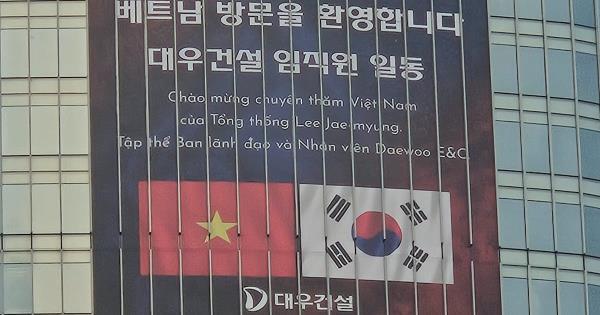 베트남 방문을 환영합니다
대우건설 임직원 일동
Chào mừng chuyến thăm Việt Nam
của Tổng thống Lee Jae myung.
Tập thể Ban lãnh đạo và Nhân viên Daewoo E&C.
대우건설